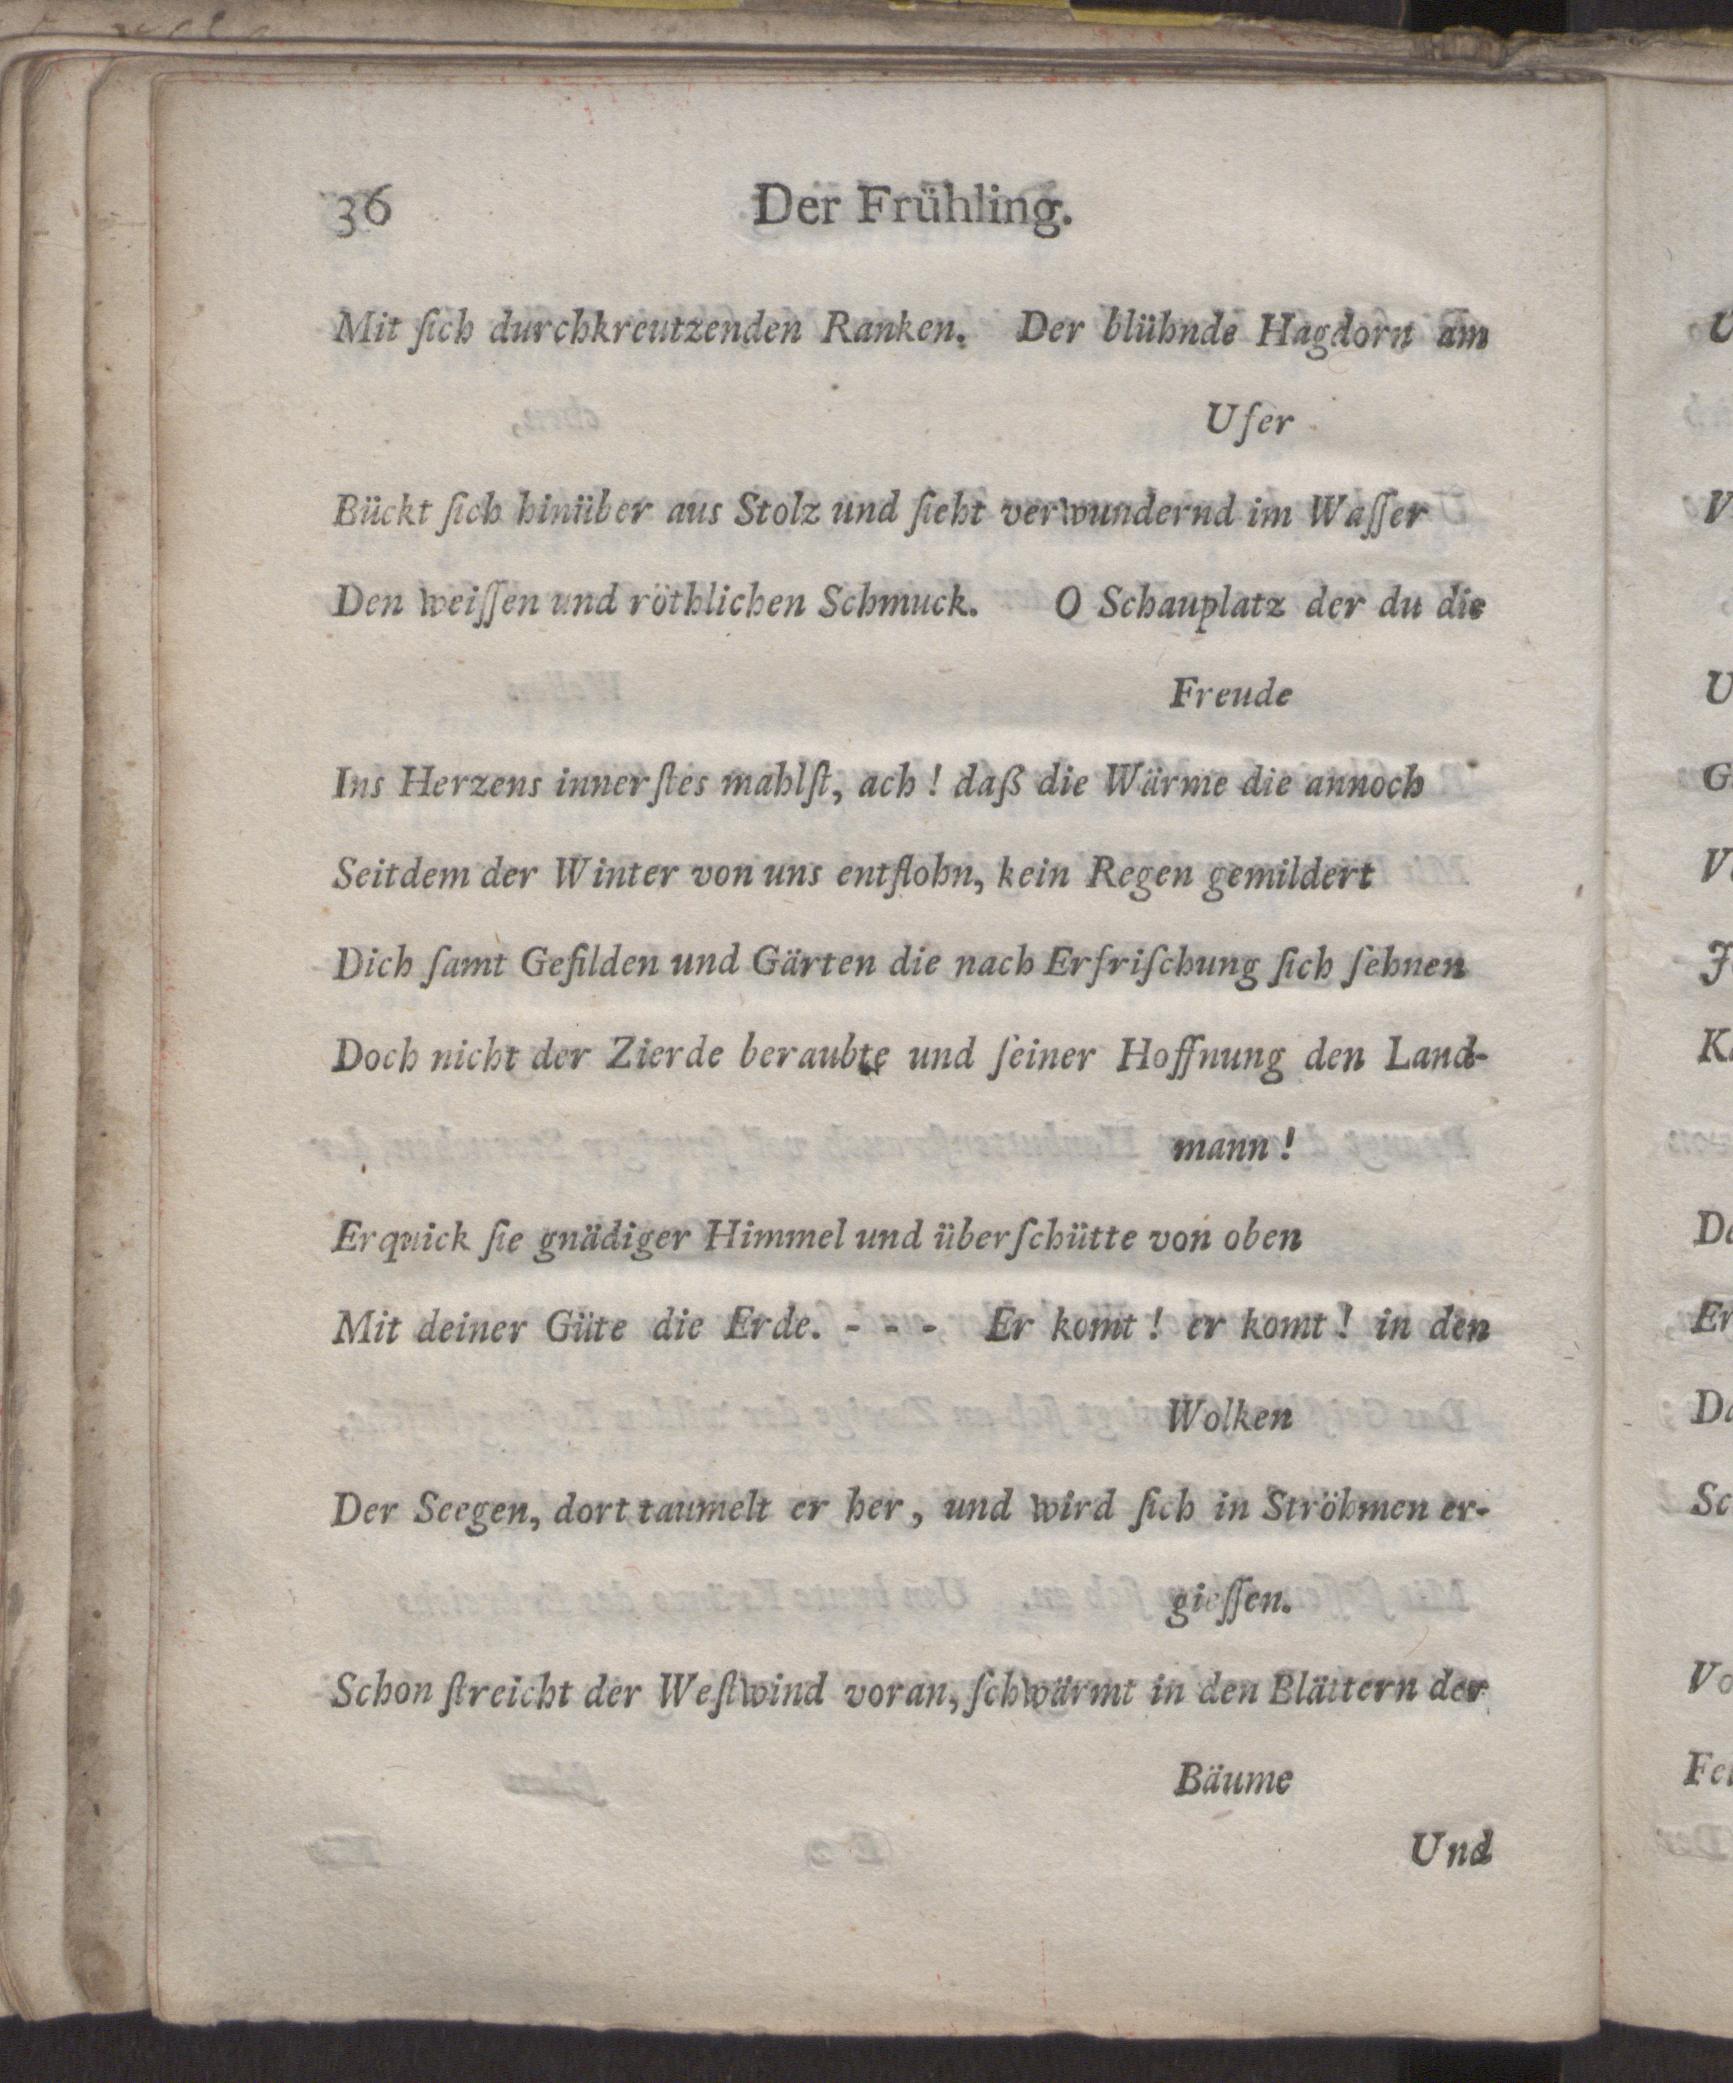 36 Der Frühling.
Mit ſich durchkreutzenden Ranken. Der blühnde Hagdorn am
Ufer
Bückt ſich hinüber aus Stolz und ſieht verwundernd im Waſſer
Den weiſſen und röthlichen Schmuck. O Schauplatz der du die
Freude
Ins Herzens innerſtes mahlſt, ach! daß die Wärme die annoch
Seitdem der Winter von uns entflohn, kein Regen gemildert
Dich ſamt Gefilden und Gärten die nach Erfriſchung ſich ſehnen
Doch nicht der Zierde beraubte und ſeiner Hoffnung den Land-
mann!
Erquick ſie gnädiger Himmel und überſchütte von oben
Mit deiner Güte die Erde. - - - Er komt! er komt! in den
Wolken
Der Seegen, dort taumelt er her, und wird ſich in Ströhmen er-
gieſſen.
Schon ſtreicht der Weſtwind voran, ſchwärmt in den Blättern der
Bäume
Und